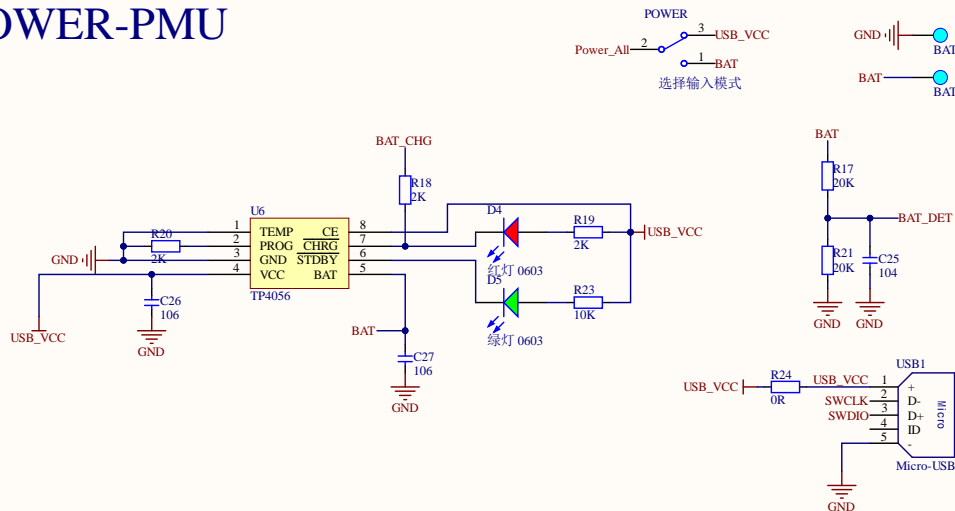 OWER-PMU
POWER
3
USB_VCC
Power_All
2
1
BAT
选择输入模式
GND
BAT
BAT
BAT
BAT_CHG
R18
2K
BAT
R17
20K
BAT_DET
R21
20K
C25
104
GND
GND
U6
1
TEMP
CE
8
2
PROG
CHRG
7
3
GND
STDBY
6
4
VCC
BAT
5
TP4056
R20
2K
GND
C26
106
GND
USB_VCC
D4
R19
2K
USB_VCC
红灯 0603
D5
R23
10K
绿灯 0603
BAT
C27
106
GND
USB_VCC
R24
0R
USB_VCC
SWCLK
SWDIO
USB1
1
+
2
D-
3
D+
4
ID
5
-
Micro
Micro-USB
GND